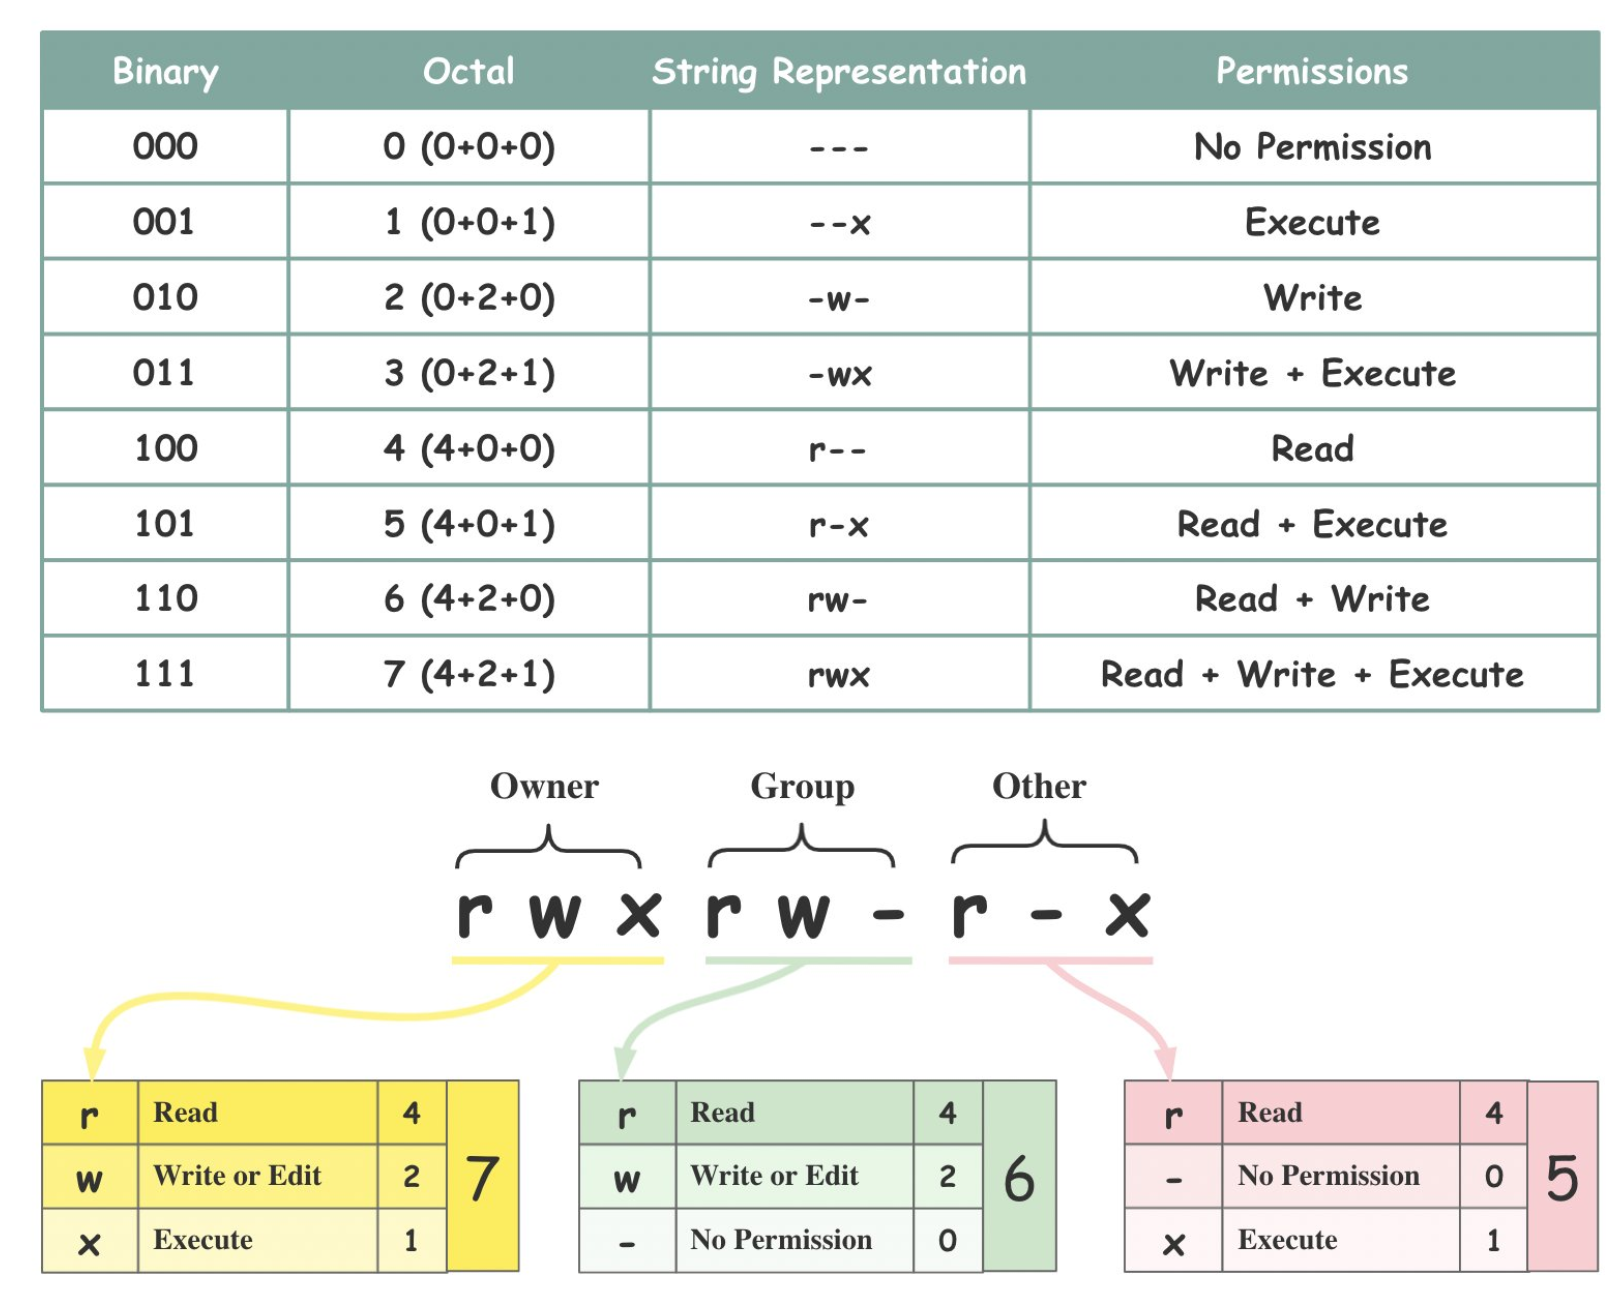 Binary Octal String Representation Permissions
000 0 (0+0+0) --- No Permission
001 1 (0+0+1) --x Execute
010 2 (0+2+0) -w- Write
011 3 (0+2+1) -wx Write + Execute
100 4 (4+0+0) r-- Read
101 5 (4+0+1) r-x Read + Execute
110 6 (4+2+0) rw- Read + Write
111 7 (4+2+1) rwx Read + Write + Execute
Owner Group Other
r w x r w - r - x
r Read 4
w Write or Edit 2
x Execute 1
7
r Read 4
w Write or Edit 2
- No Permission 0
6
r Read 4
- No Permission 0
x Execute 1
5